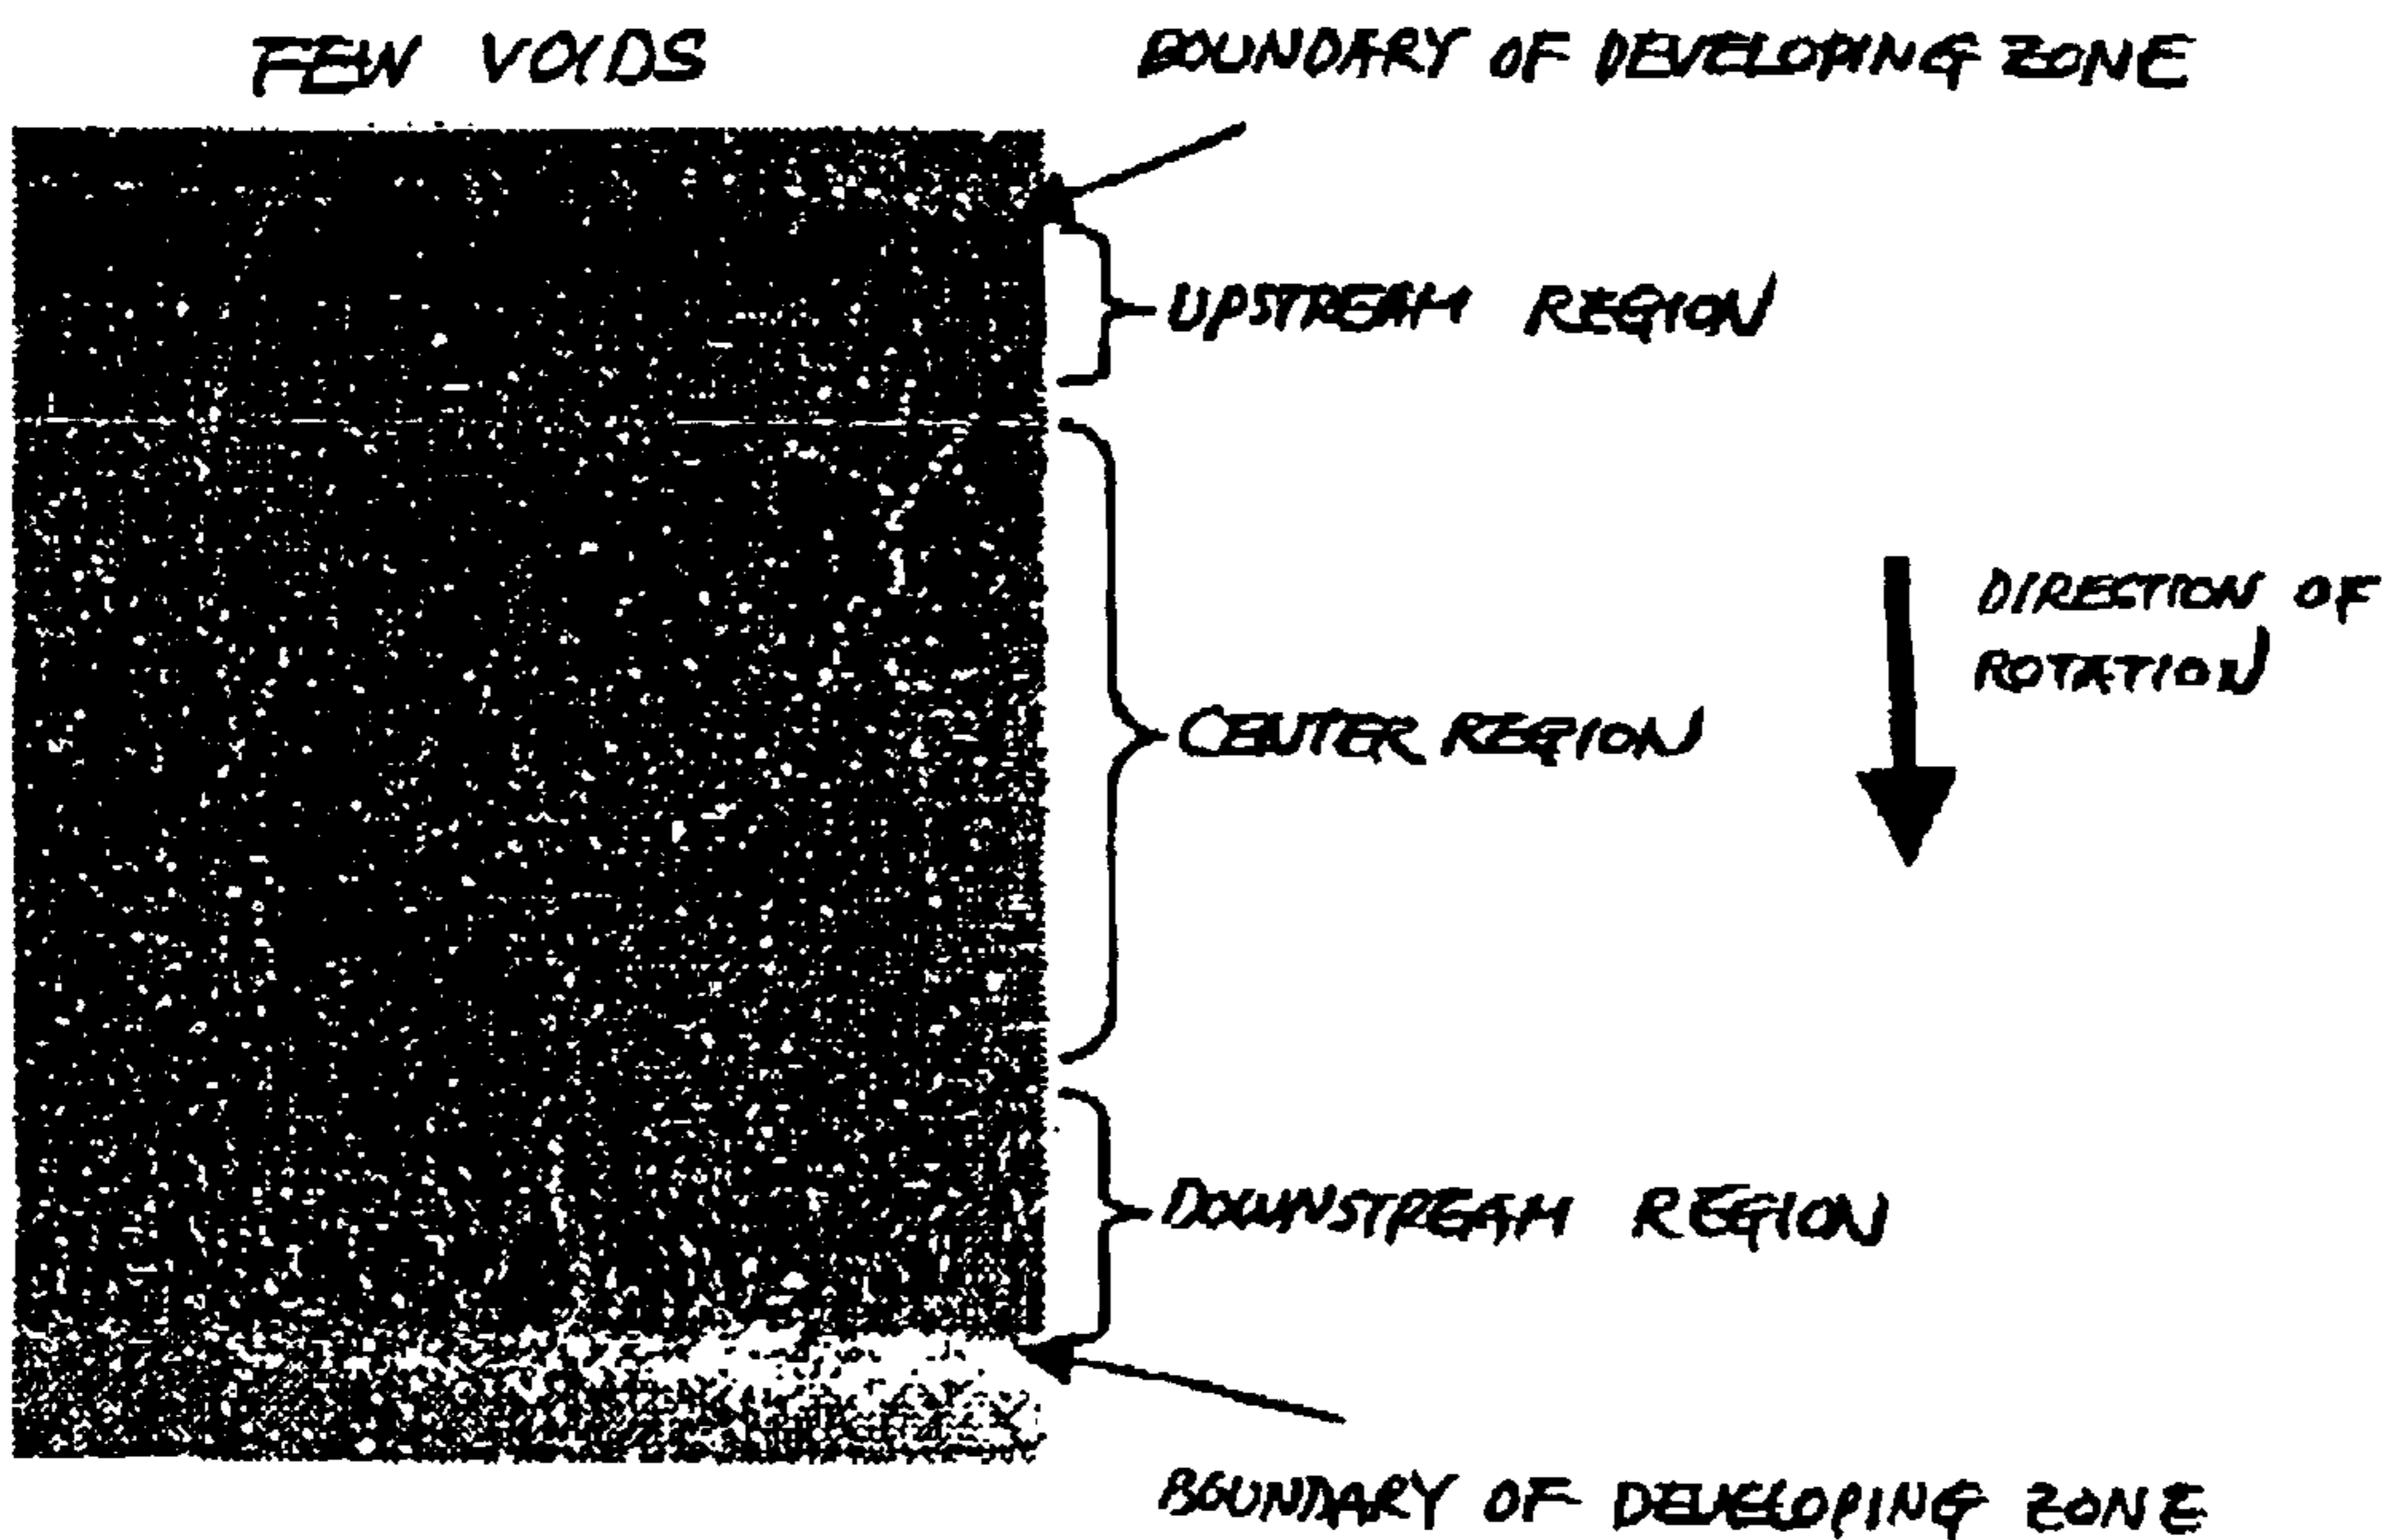 FEW VOIDS
BOUNDARY OF DEVELOPING ZONE
UPSTREAM REGION
CENTER REGION
DIRECTION OF
ROTATION
DOWNSTREAM REGION
BOUNDARY OF DEVELOPING ZONE